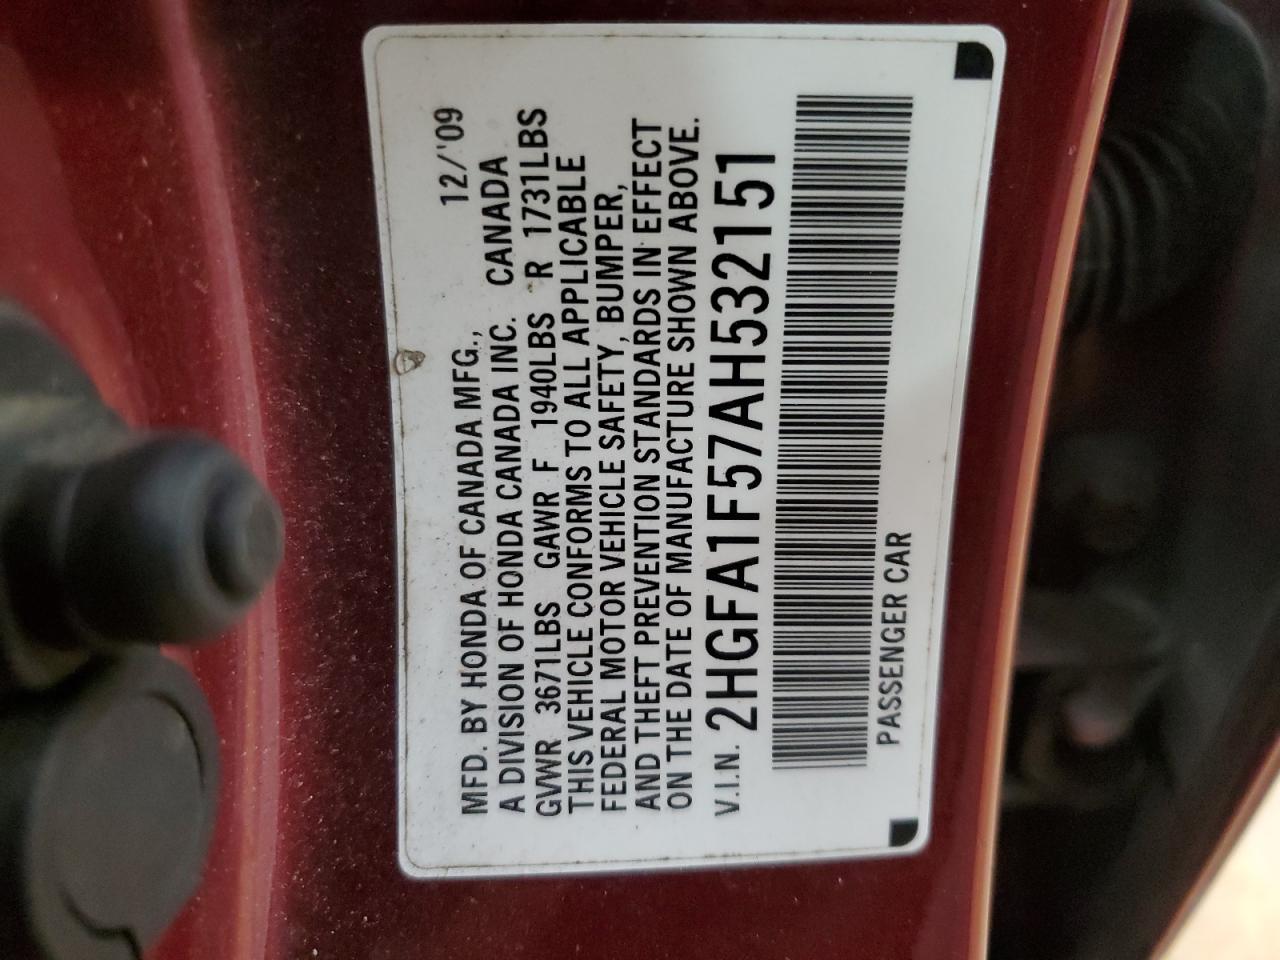 MFD. BY HONDA OF CANADA MFG., 12/'09
A DIVISION OF HONDA CANADA INC. CANADA
GVWR 3671LBS GAWR F 1940LBS R 1731LBS
THIS VEHICLE CONFORMS TO ALL APPLICABLE
FEDERAL MOTOR VEHICLE SAFETY, BUMPER,
AND THEFT PREVENTION STANDARDS IN EFFECT
ON THE DATE OF MANUFACTURE SHOWN ABOVE.
V.I.N. 2HGFA1F57AH532151
PASSENGER CAR